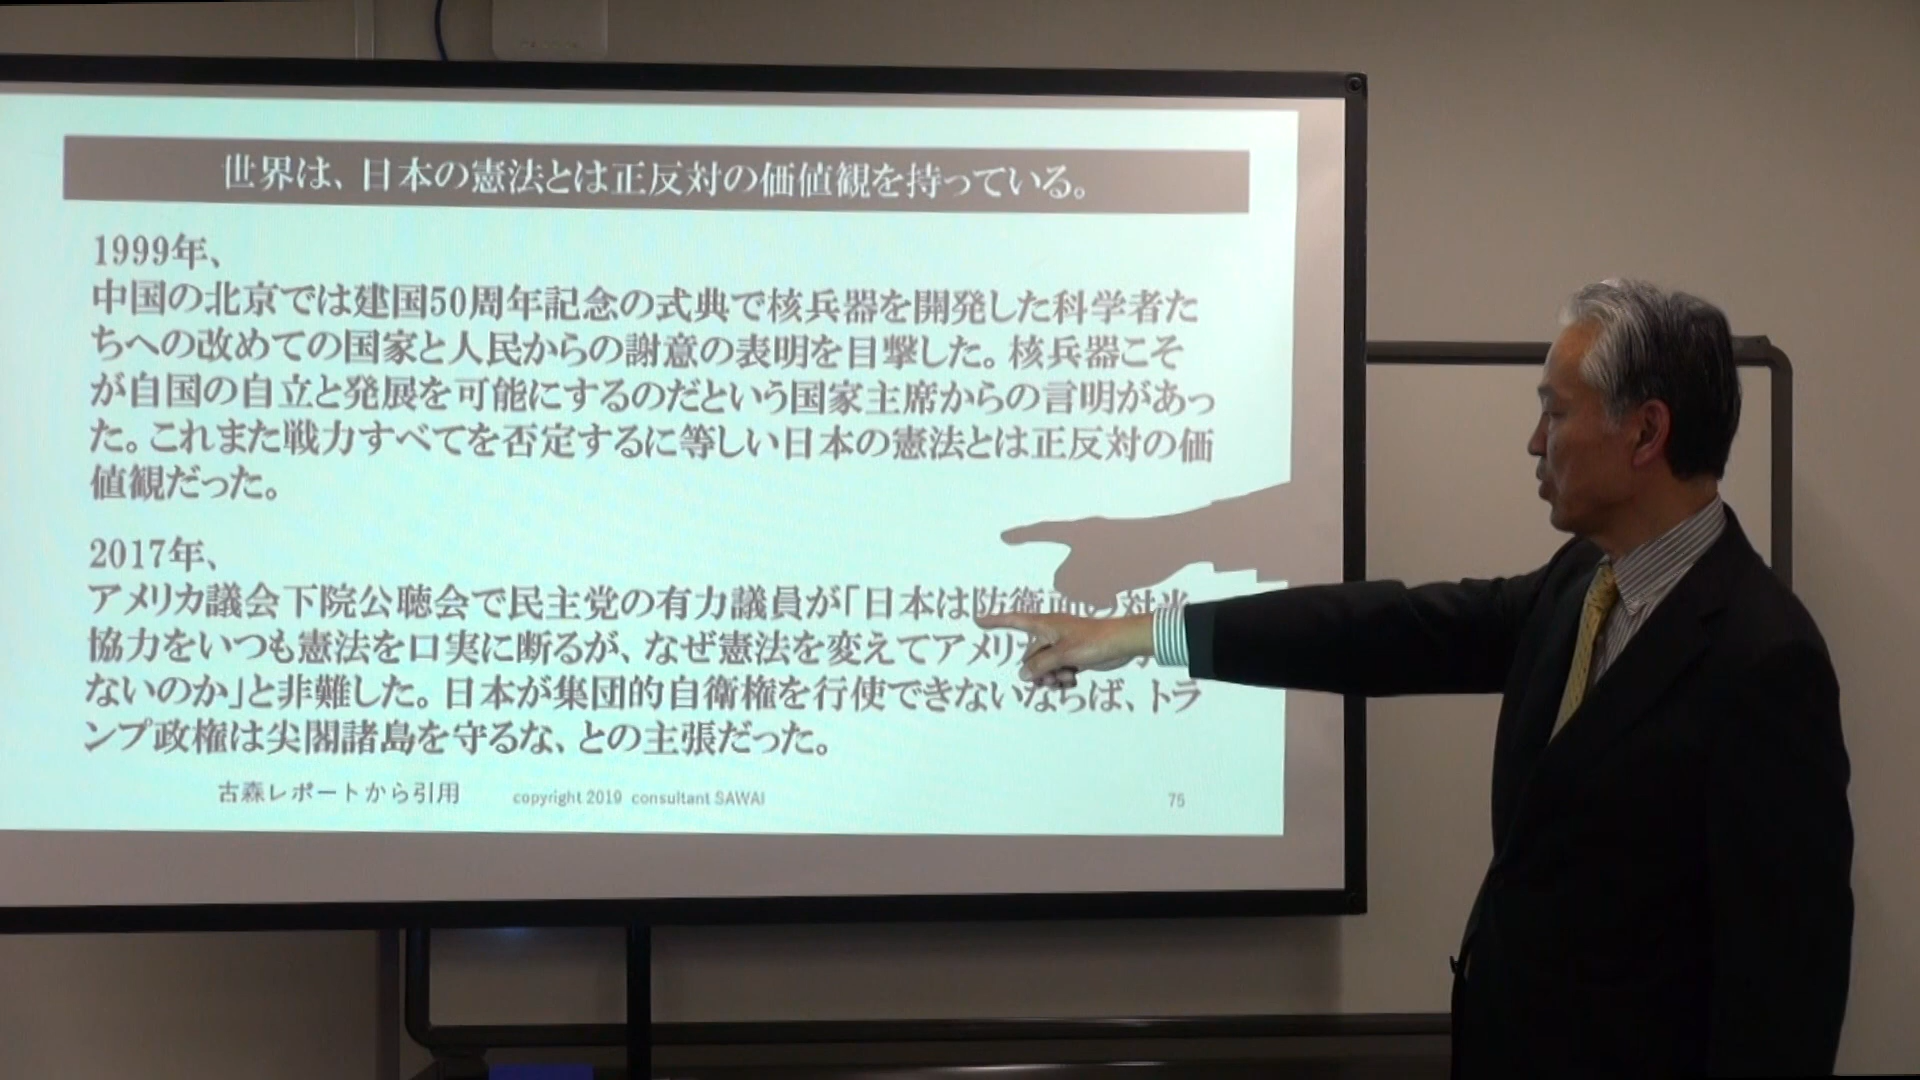 世界は、日本の憲法とは正反対の価値観を持っている。
1999年、
中国の北京では建国50周年記念の式典で核兵器を開発した科学者た
ちへの改めての国家と人民からの謝意の表明を目撃した。核兵器こそ
が自国の自立と発展を可能にするのだという国家主席からの言明があっ
た。これまた戦力すべてを否定するに等しい日本の憲法とは正反対の価
値観だった。
2017年、
アメリカ議会下院公聴会で民主党の有力議員が「日本は防衛面の対米
協力をいつも憲法を口実に断るが、なぜ憲法を変えてアメリカ
ないのか」と非難した。日本が集団的自衛権を行使できないならば、トラ
ンプ政権は尖閣諸島を守るな、との主張だった。
古森レポートから引用 copyright 2019 consultant SAWAI 75